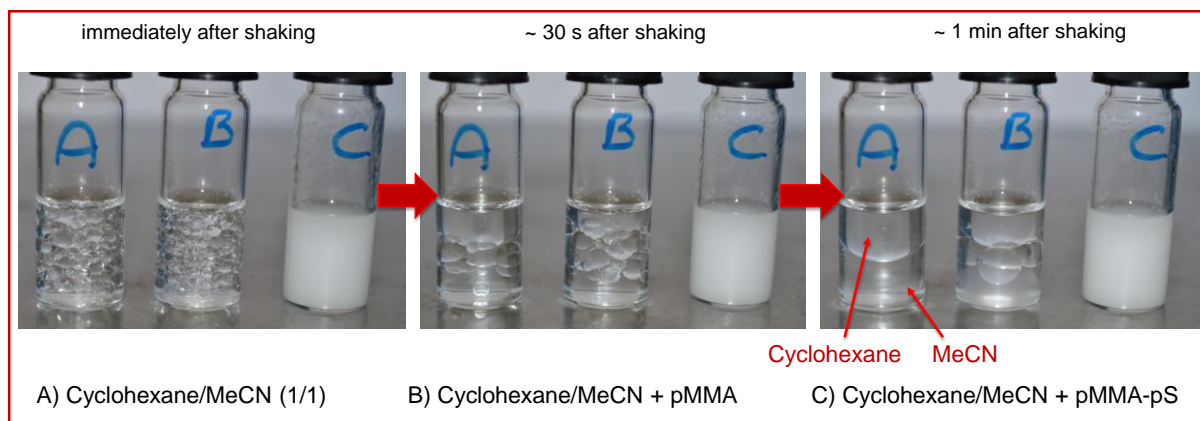 immediately after shaking
~ 30 s after shaking
~ 1 min after shaking
A
B
C
A
B
C
A
B
C
Cyclohexane
MeCN
A) Cyclohexane/MeCN (1/1)
B) Cyclohexane/MeCN + pMMA
C) Cyclohexane/MeCN + pMMA-pS